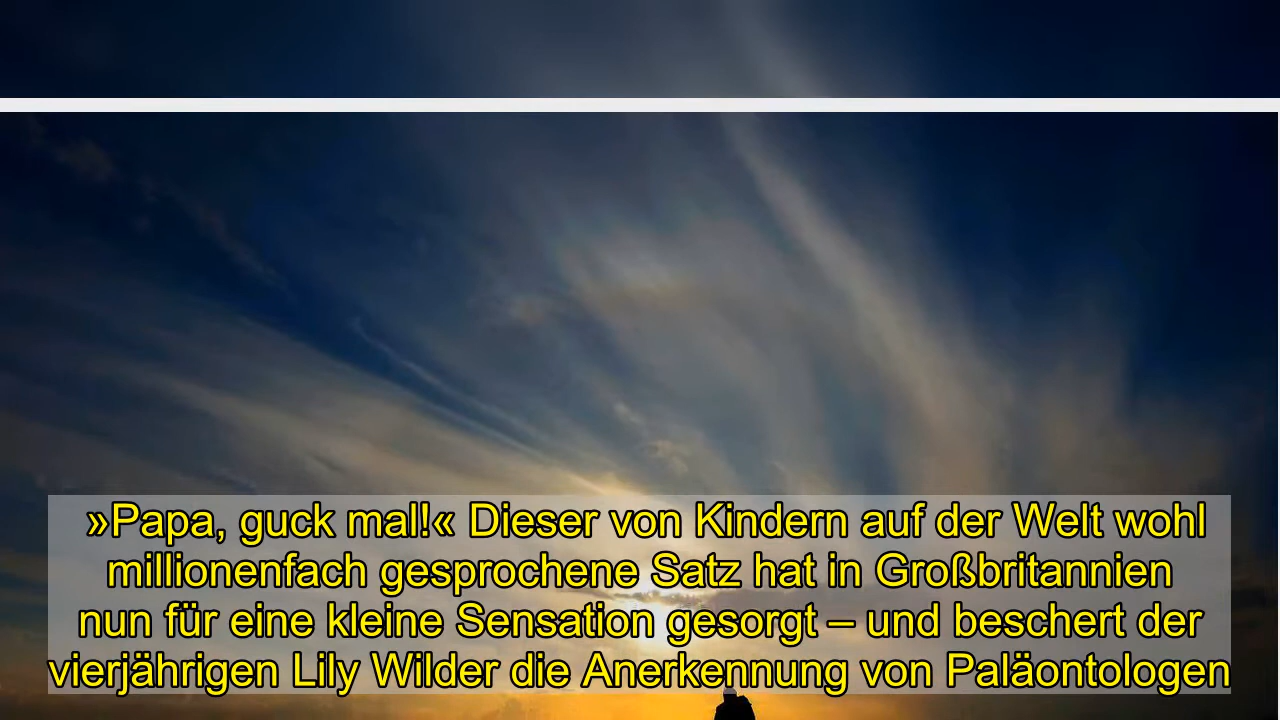 »Papa, guck mal!« Dieser von Kindern auf der Welt wohl
millionenfach gesprochene Satz hat in Großbritannien
nun für eine kleine Sensation gesorgt – und beschert der
vierjährigen Lily Wilder die Anerkennung von Paläontologen